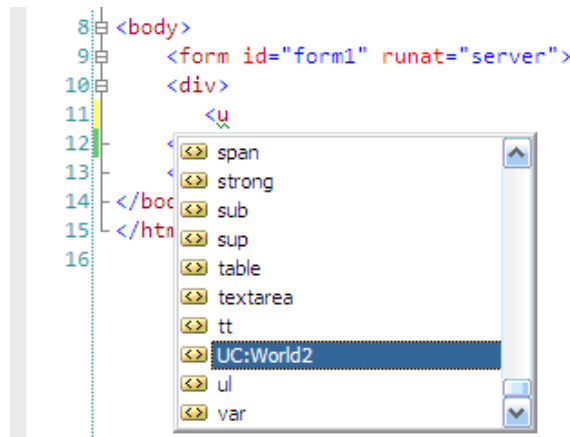 8 <body>
9 <form id="form1" runat="server">
10 <div>
11 <u
12 <
13 <
14 </bod
15 </htm
16
span
strong
sub
sup
table
textarea
tt
UC:World2
ul
var